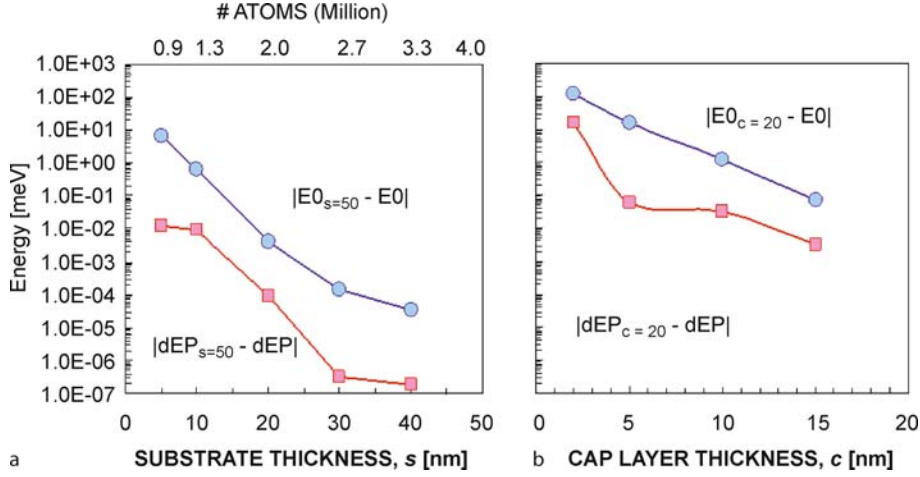 # ATOMS (Million)
0.9 1.3 2.0 2.7 3.3 4.0
1.0E+03
1.0E+02
1.0E+01
1.0E+00
1.0E-01
1.0E-02
1.0E-03
1.0E-04
1.0E-05
1.0E-06
1.0E-07
Energy [meV]
|E0s=50 - E0|
|dEPs=50 - dEP|
0 10 20 30 40 50
a SUBSTRATE THICKNESS, s [nm]
|E0c = 20 - E0|
|dEPc = 20 - dEP|
0 5 10 15 20
b CAP LAYER THICKNESS, c [nm]